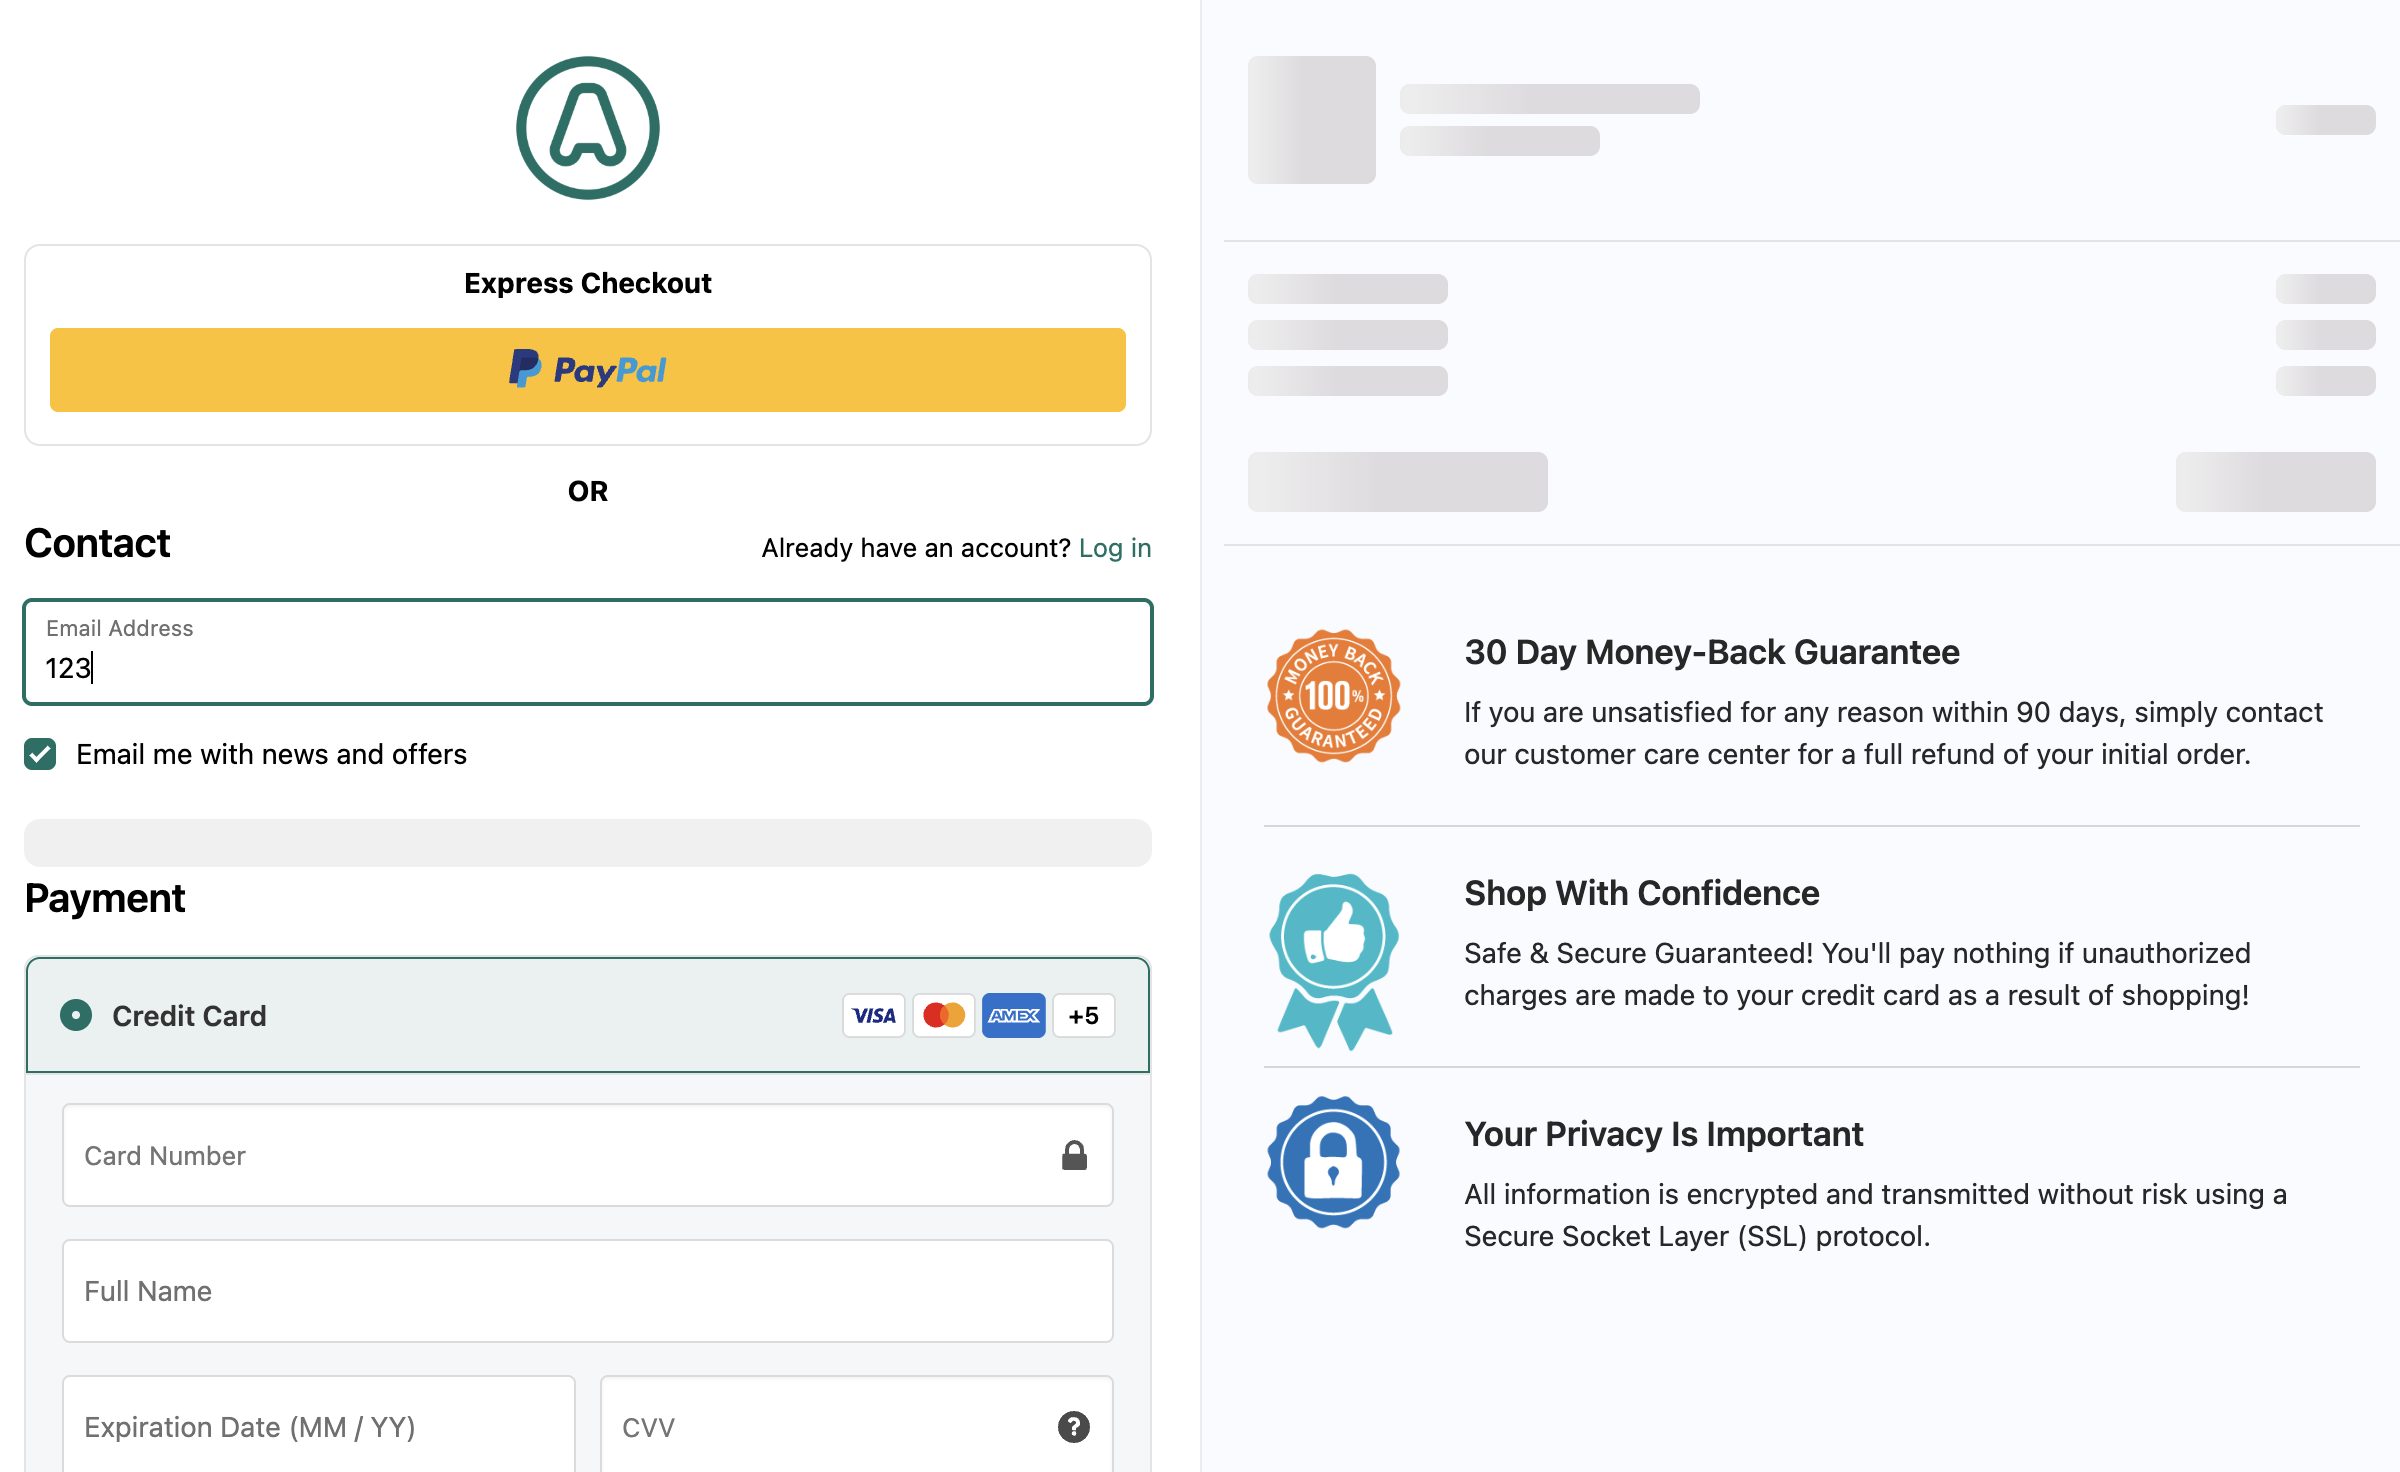 A
Express Checkout
PayPal
OR
Contact
Already have an account? Log in
Email Address
123
Email me with news and offers
Payment
Credit Card
VISA
AMEX
+5
Card Number
Full Name
Expiration Date (MM / YY)
CVV
?
MONEY BACK
100%
GUARANTEED
30 Day Money-Back Guarantee
If you are unsatisfied for any reason within 90 days, simply contact
our customer care center for a full refund of your initial order.
Shop With Confidence
Safe & Secure Guaranteed! You'll pay nothing if unauthorized
charges are made to your credit card as a result of shopping!
Your Privacy Is Important
All information is encrypted and transmitted without risk using a
Secure Socket Layer (SSL) protocol.